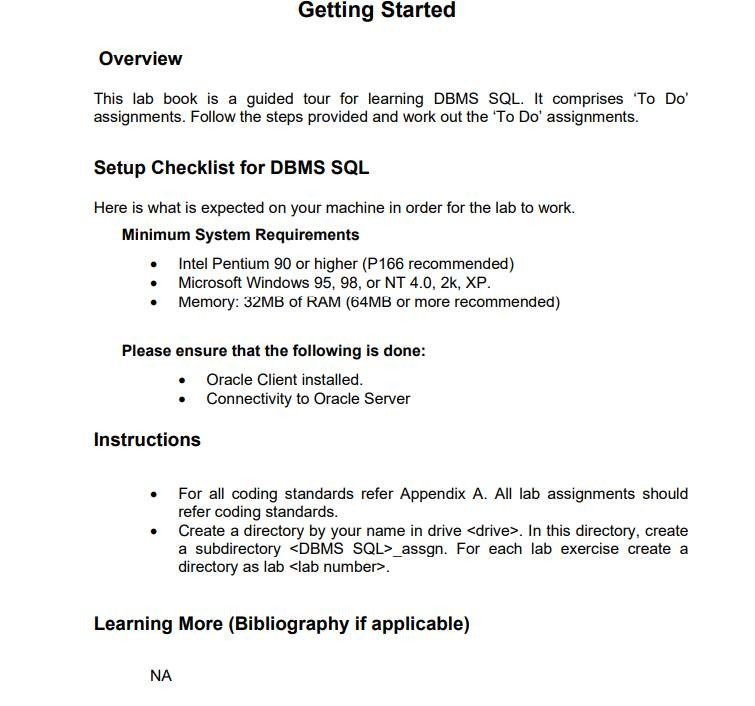 Getting Started
Overview
This lab book is a guided tour for learning DBMS SQL. It comprises ‘To Do’
assignments. Follow the steps provided and work out the ‘To Do’ assignments.
Setup Checklist for DBMS SQL
Here is what is expected on your machine in order for the lab to work.
Minimum System Requirements
• Intel Pentium 90 or higher (P166 recommended)
• Microsoft Windows 95, 98, or NT 4.0, 2k, XP.
• Memory: 32MB of RAM (64MB or more recommended)
Please ensure that the following is done:
• Oracle Client installed.
• Connectivity to Oracle Server
Instructions
• For all coding standards refer Appendix A. All lab assignments should
refer coding standards.
• Create a directory by your name in drive <drive>. In this directory, create
a subdirectory <DBMS SQL>_assgn. For each lab exercise create a
directory as lab <lab number>.
Learning More (Bibliography if applicable)
NA